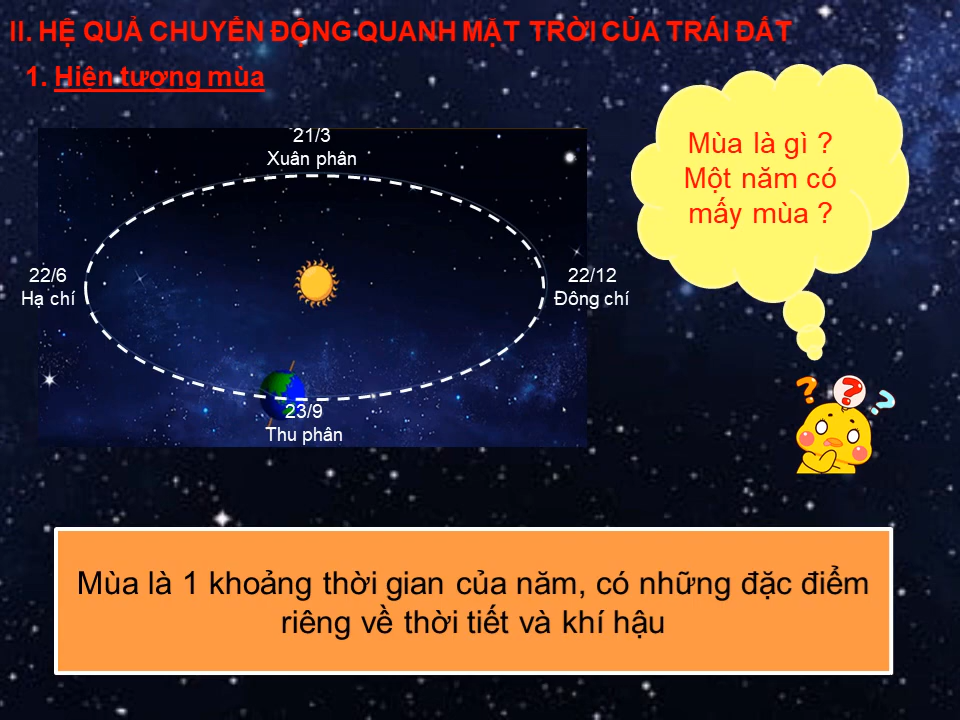 II. HỆ QUẢ CHUYỂN ĐỘNG QUANH MẶT TRỜI CỦA TRÁI ĐẤT
1. Hiện tượng mùa
21/3
Xuân phân
22/6
Hạ chí
22/12
Đông chí
23/9
Thu phân
Mùa là gì ?
Một năm có
mấy mùa ?
? ? ?
Mùa là 1 khoảng thời gian của năm, có những đặc điểm
riêng về thời tiết và khí hậu